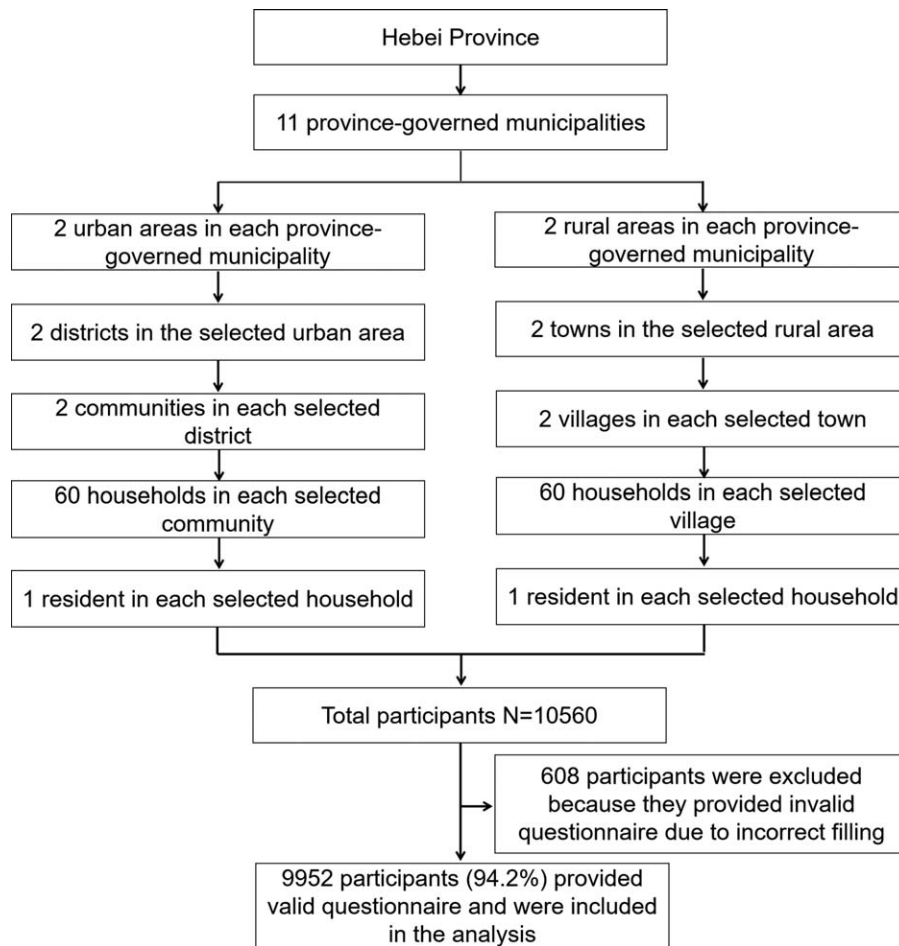 Hebei Province
11 province-governed municipalities
2 urban areas in each province-
governed municipality
2 districts in the selected urban area
2 communities in each selected
district
60 households in each selected
community
1 resident in each selected household
2 rural areas in each province-
governed municipality
2 towns in the selected rural area
2 villages in each selected town
60 households in each selected
village
1 resident in each selected household
Total participants N=10560
608 participants were excluded
because they provided invalid
questionnaire due to incorrect filling
9952 participants (94.2%) provided
valid questionnaire and were included
in the analysis